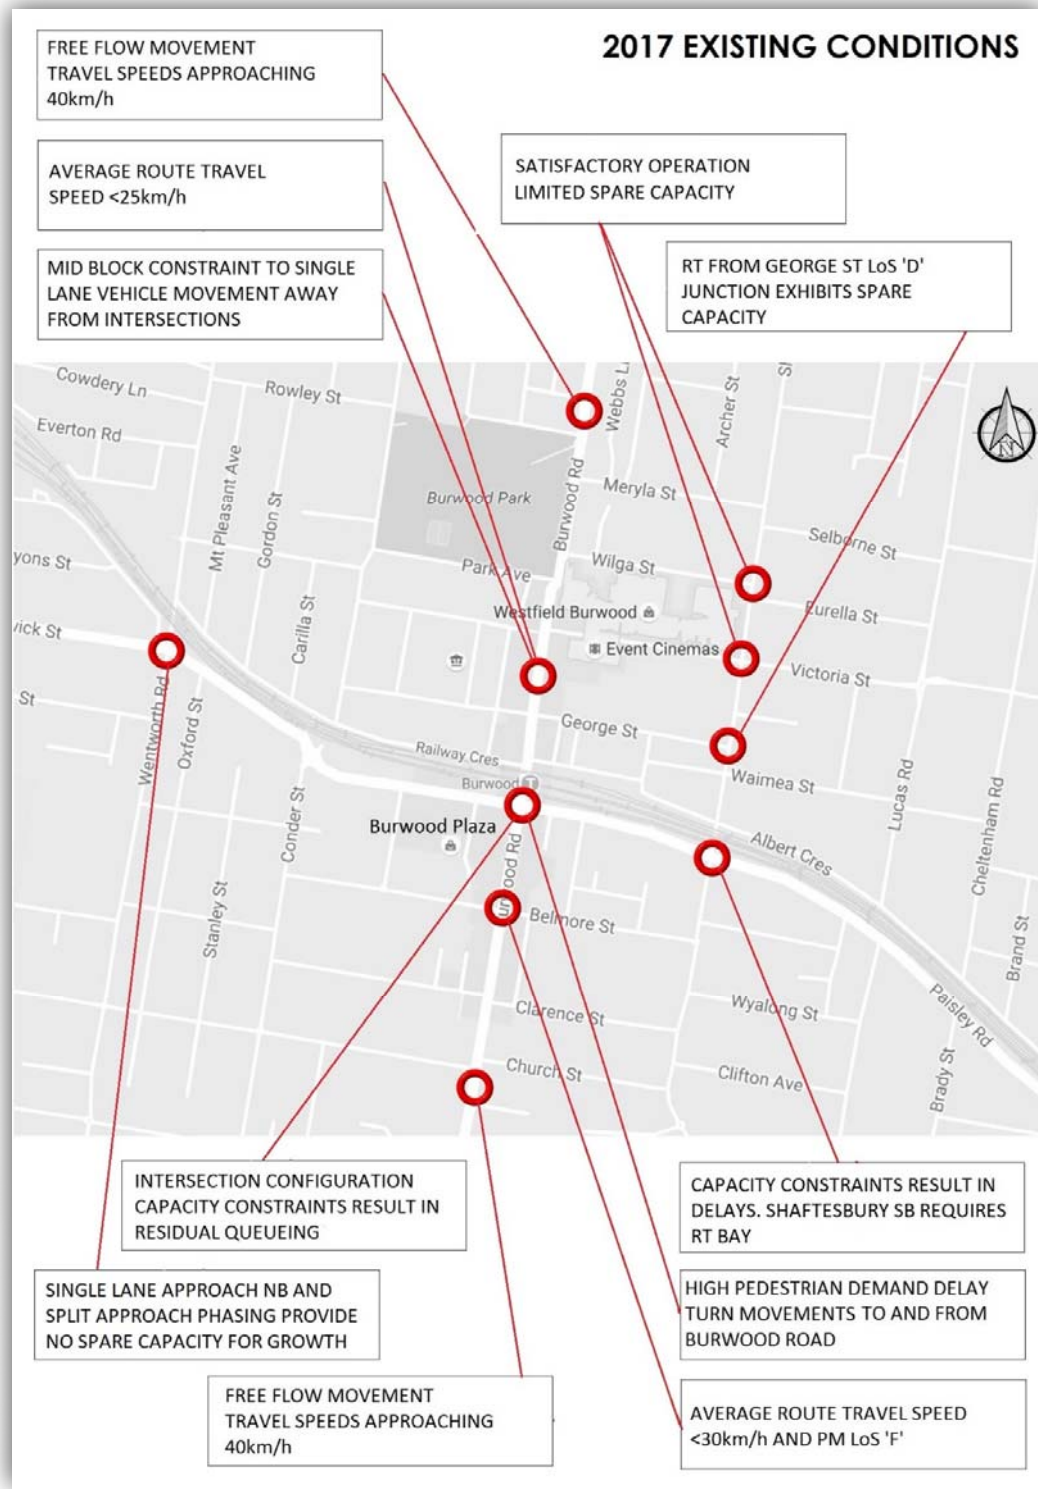 2017 EXISTING CONDITIONS
FREE FLOW MOVEMENT
TRAVEL SPEEDS APPROACHING
40km/h
AVERAGE ROUTE TRAVEL
SPEED <25km/h
MID BLOCK CONSTRAINT TO SINGLE
LANE VEHICLE MOVEMENT AWAY
FROM INTERSECTIONS
SATISFACTORY OPERATION
LIMITED SPARE CAPACITY
RT FROM GEORGE ST LoS 'D'
JUNCTION EXHIBITS SPARE
CAPACITY
Cowdery Ln
Rowley St
Everton Rd
Mt Pleasant Ave
Gordon St
Burwood Park
Burwood Rd
Webbs L
Archer St
N
Meryla St
Selborne St
yons St
Park Ave
Wilga St
Eurella St
Westfield Burwood
vick St
Carilla St
Event Cinemas
Victoria St
St
Wentworth Rd
Oxford St
George St
Railway Cres
Waimea St
Burwood
Lucas Rd
Cheltenham Rd
Conder St
Burwood Plaza
Albert Cres
urwood Rd
Stanley St
Belmore St
Brand St
Clarence St
Wyalong St
Paisley Rd
Church St
Clifton Ave
Brady St
INTERSECTION CONFIGURATION
CAPACITY CONSTRAINTS RESULT IN
RESIDUAL QUEUEING
CAPACITY CONSTRAINTS RESULT IN
DELAYS. SHAFTESBURY SB REQUIRES
RT BAY
SINGLE LANE APPROACH NB AND
SPLIT APPROACH PHASING PROVIDE
NO SPARE CAPACITY FOR GROWTH
HIGH PEDESTRIAN DEMAND DELAY
TURN MOVEMENTS TO AND FROM
BURWOOD ROAD
FREE FLOW MOVEMENT
TRAVEL SPEEDS APPROACHING
40km/h
AVERAGE ROUTE TRAVEL SPEED
<30km/h AND PM LoS 'F'